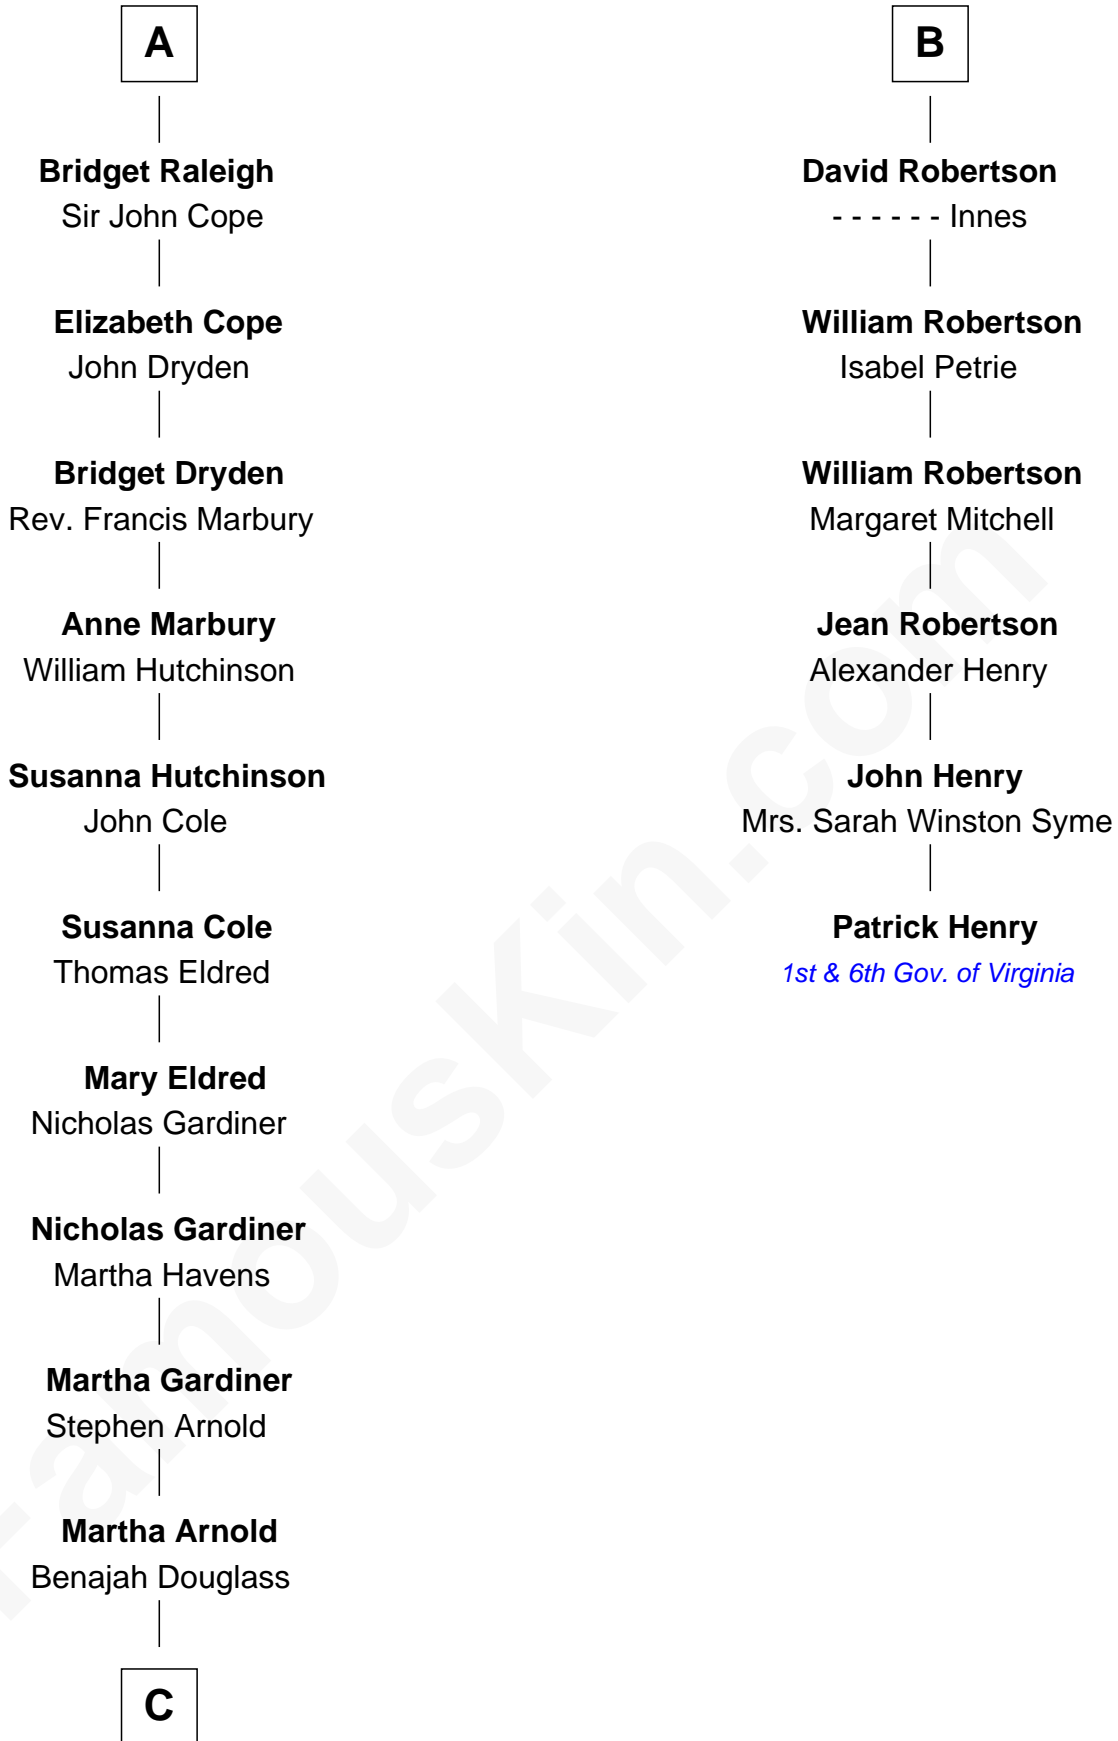 A
Bridget Raleigh
Sir John Cope
Elizabeth Cope
John Dryden
Bridget Dryden
Rev. Francis Marbury
Anne Marbury
William Hutchinson
Susanna Hutchinson
John Cole
Susanna Cole
Thomas Eldred
Mary Eldred
Nicholas Gardiner
Nicholas Gardiner
Martha Havens
Martha Gardiner
Stephen Arnold
Martha Arnold
Benajah Douglass
C
B
David Robertson
- - - - - - Innes
William Robertson
Isabel Petrie
William Robertson
Margaret Mitchell
Jean Robertson
Alexander Henry
John Henry
Mrs. Sarah Winston Syme
Patrick Henry
1st & 6th Gov. of Virginia
FamousKin.com